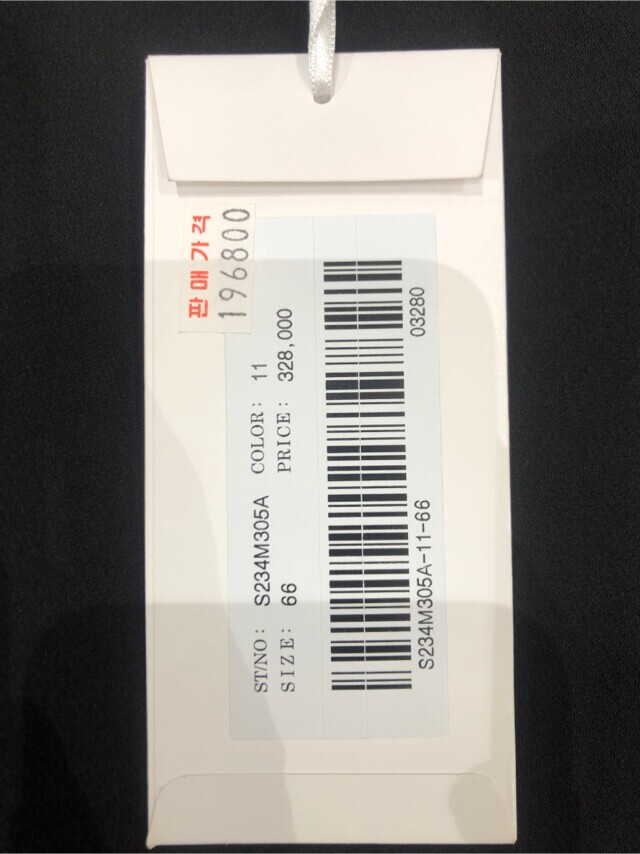 판매가격
196800
ST/NO: S234M305A COLOR: 11
SIZE: 66 PRICE: 328,000
S234M305A-11-66 03280